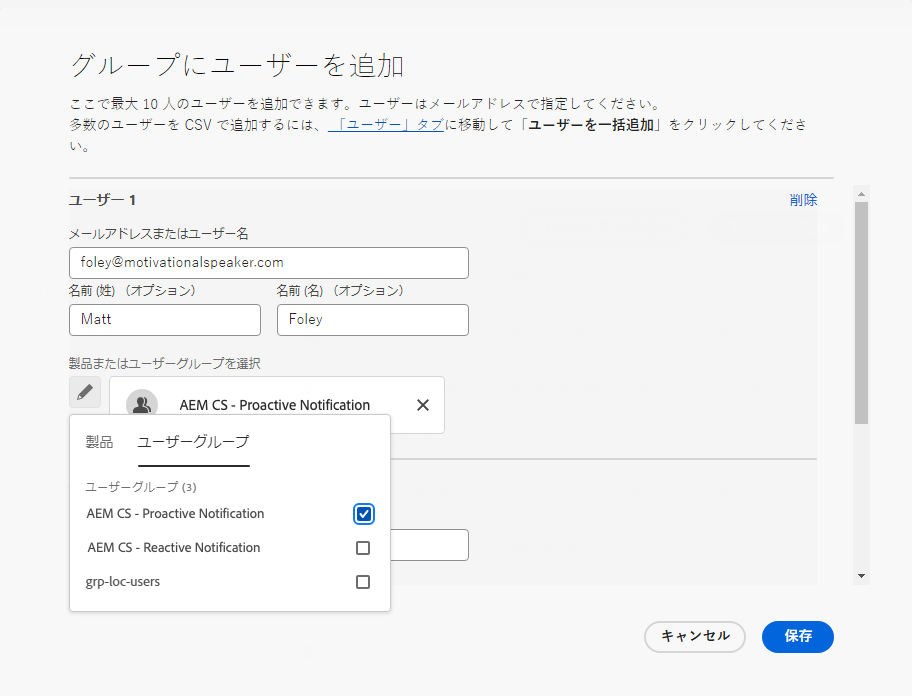 グループにユーザーを追加
ここで最大 10 人のユーザーを追加できます。ユーザーはメールアドレスで指定してください。
多数のユーザーを CSV で追加するには、「ユーザー」タブに移動して「ユーザーを一括追加」をクリックしてくださ
い。
ユーザー 1
削除
メールアドレスまたはユーザー名
foley@motivationalspeaker.com
名前 (姓) （オプション） 名前 (名) （オプション）
Matt Foley
製品またはユーザーグループを選択
AEM CS - Proactive Notification
製品 ユーザーグループ
ユーザーグループ (3)
AEM CS - Proactive Notification
AEM CS - Reactive Notification
grp-loc-users
キャンセル 保存